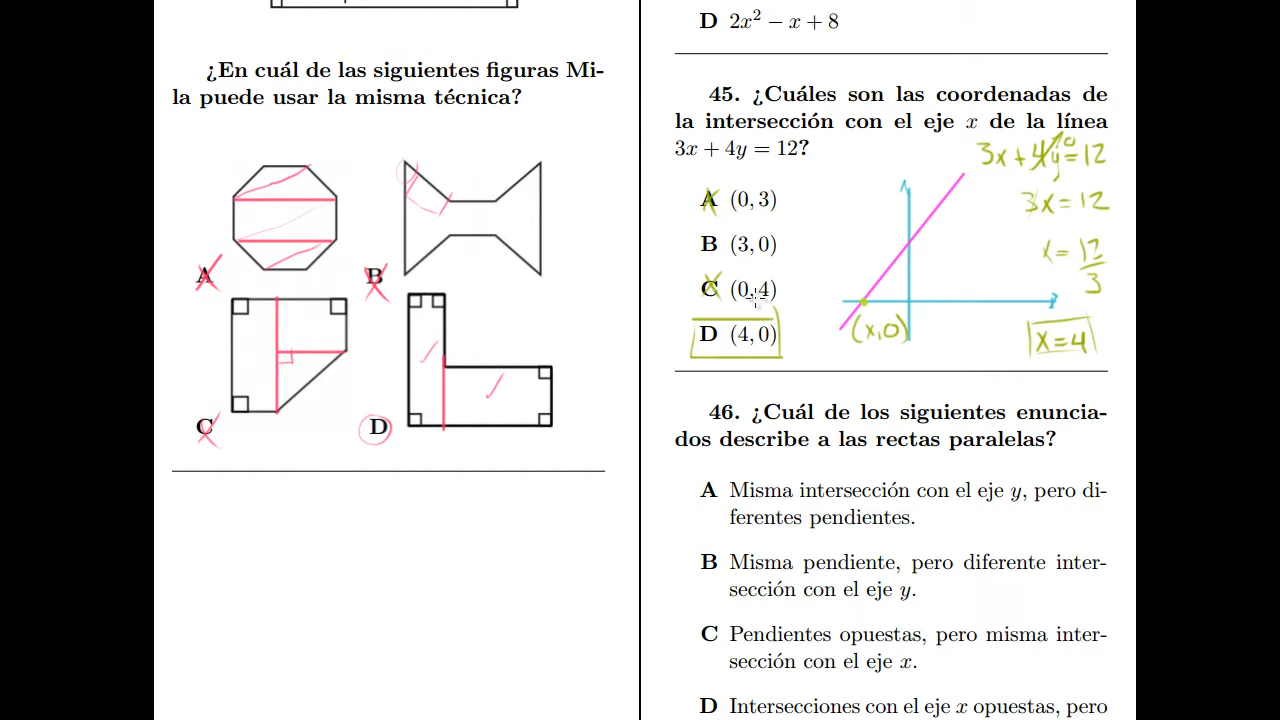 ¿En cuál de las siguientes figuras Mi-
la puede usar la misma técnica?
A
B
C
D
D 2x² − x + 8
45. ¿Cuáles son las coordenadas de
la intersección con el eje x de la línea
3x + 4y = 12?
A (0, 3)
B (3, 0)
C (0, 4)
D (4, 0)
(x,0)
3x + 4y = 12
0
3x = 12
x = 12/3
x = 4
46. ¿Cuál de los siguientes enuncia-
dos describe a las rectas paralelas?
A Misma intersección con el eje y, pero di-
ferentes pendientes.
B Misma pendiente, pero diferente inter-
sección con el eje y.
C Pendientes opuestas, pero misma inter-
sección con el eje x.
D Intersecciones con el eje x opuestas, pero